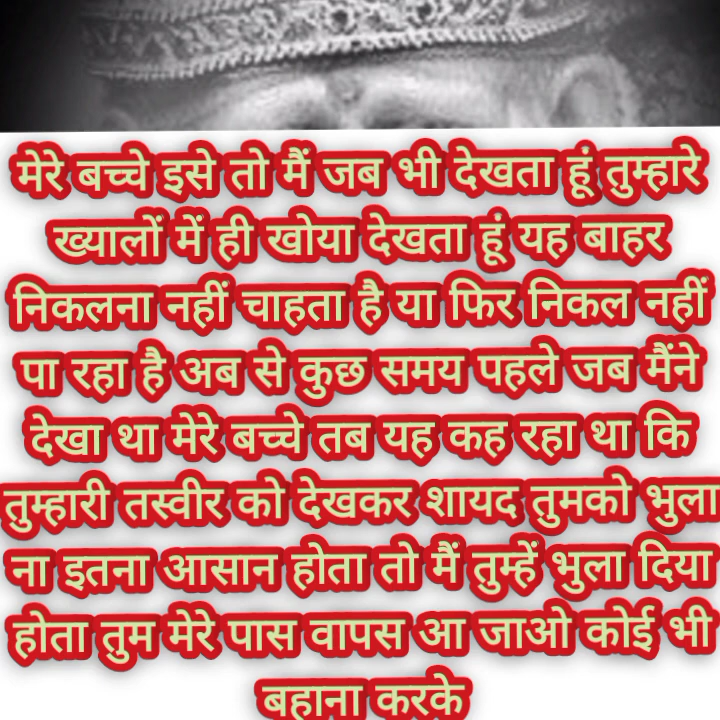 मेरे बच्चे इसे तो मैं जब भी देखता हूं तुम्हारे
ख्यालों में ही खोया देखता हूं यह बाहर
निकलना नहीं चाहता है या फिर निकल नहीं
पा रहा है अब से कुछ समय पहले जब मैंने
देखा था मेरे बच्चे तब यह कह रहा था कि
तुम्हारी तस्वीर को देखकर शायद तुमको भुला
ना इतना आसान होता तो मैं तुम्हें भुला दिया
होता तुम मेरे पास वापस आ जाओ कोई भी
बहाना करके